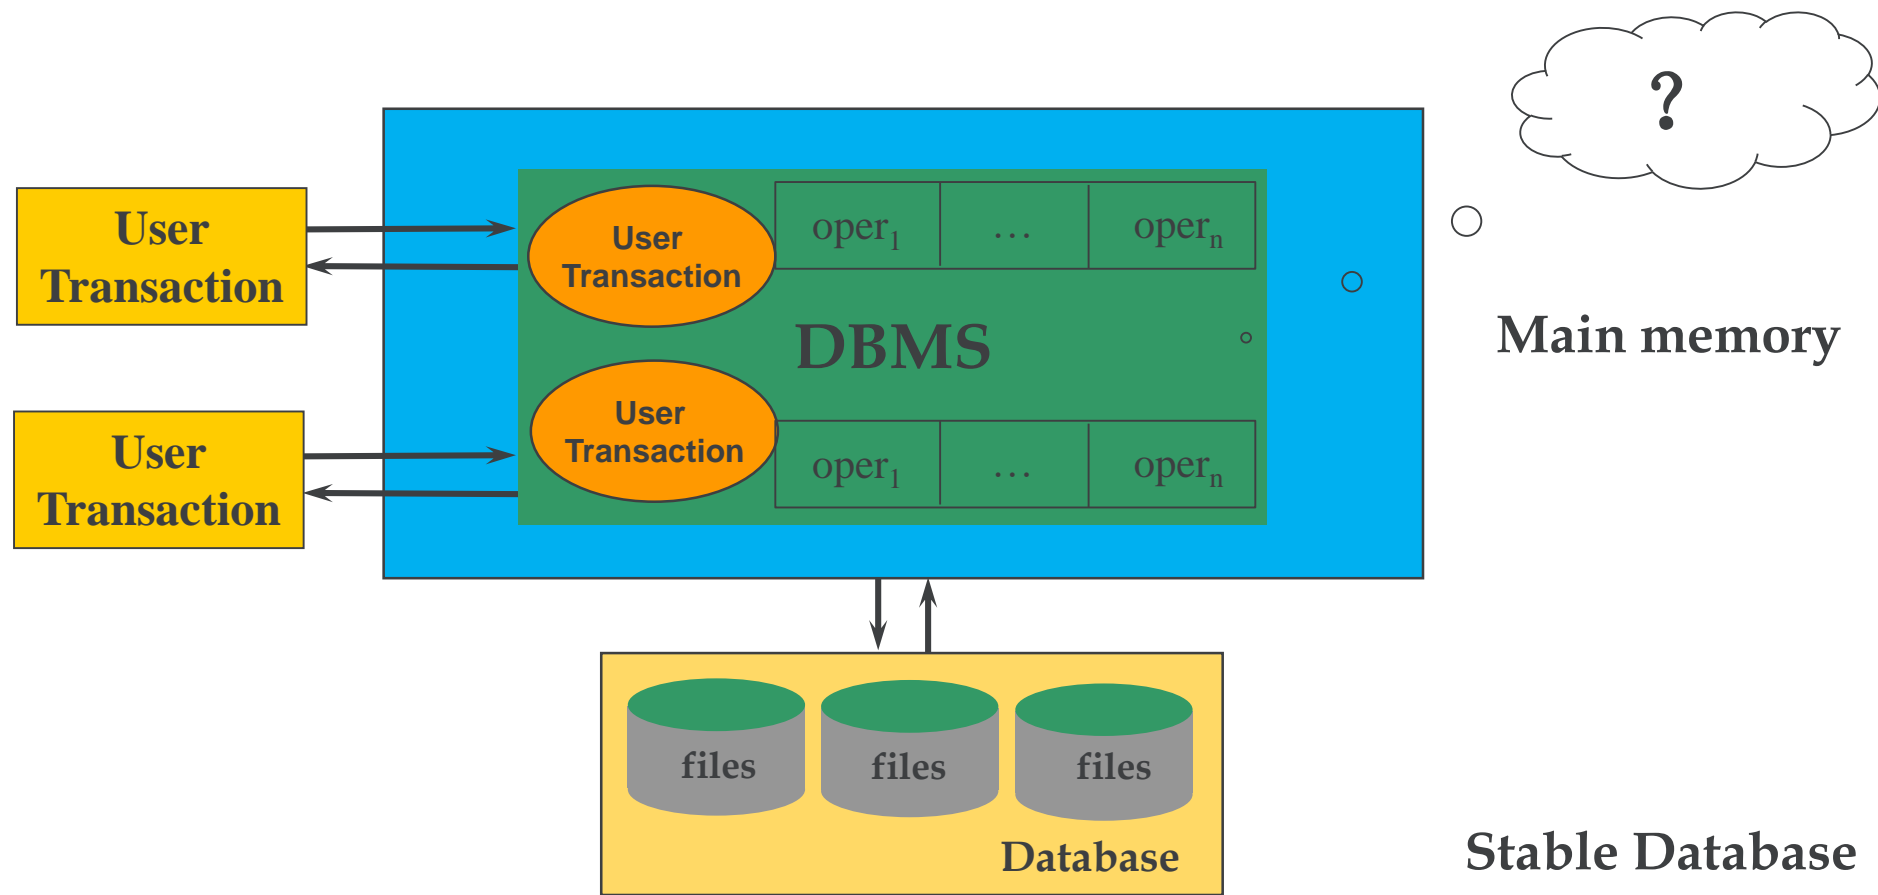 ?
User
Transaction
User
Transaction
oper₁ … operₙ
DBMS
Main memory
User
Transaction
User
Transaction
oper₁ … operₙ
files files files
Database
Stable Database